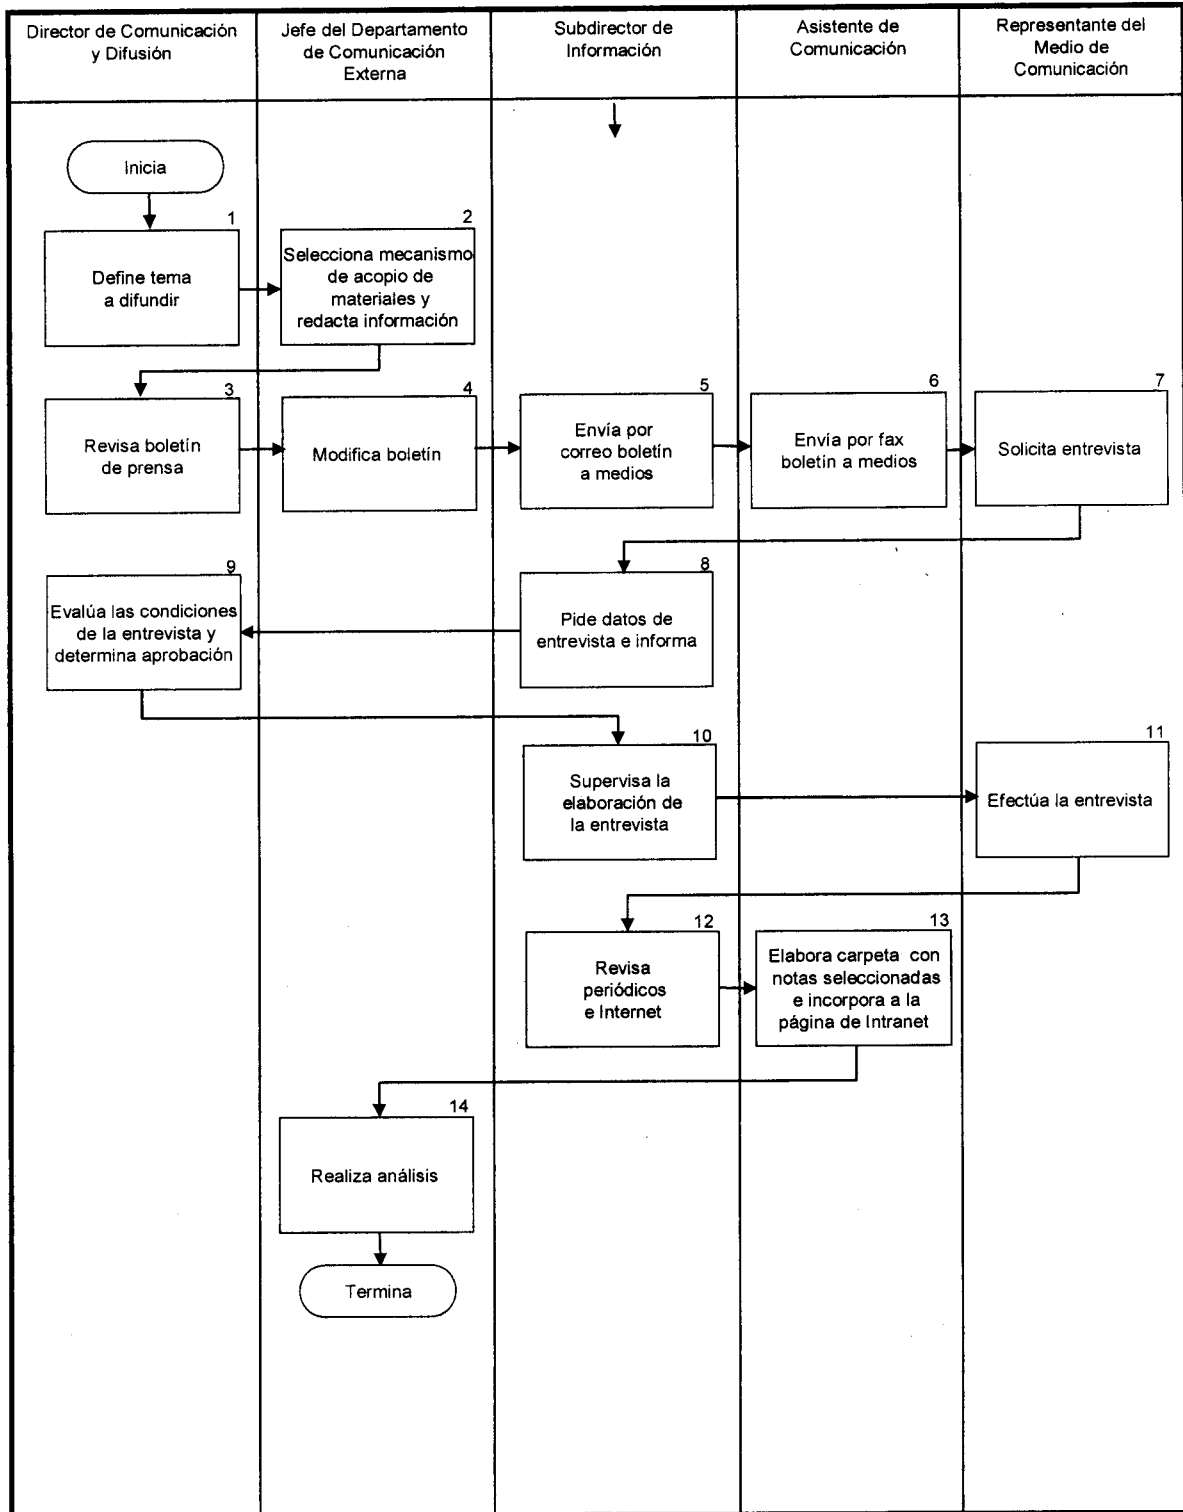 Director de Comunicación
y Difusión
Jefe del Departamento
de Comunicación
Externa
Subdirector de
Información
Asistente de
Comunicación
Representante del
Medio de
Comunicación
Inicia
1
Define tema
a difundir
2
Selecciona mecanismo
de acopio de
materiales y
redacta información
3
Revisa boletín
de prensa
4
Modifica boletín
5
Envía por
correo boletín
a medios
6
Envía por fax
boletín a medios
7
Solicita entrevista
8
Pide datos de
entrevista e informa
9
Evalúa las condiciones
de la entrevista y
determina aprobación
10
Supervisa la
elaboración de
la entrevista
11
Efectúa la entrevista
12
Revisa
periódicos
e Internet
13
Elabora carpeta con
notas seleccionadas
e incorpora a la
página de Intranet
14
Realiza análisis
Termina